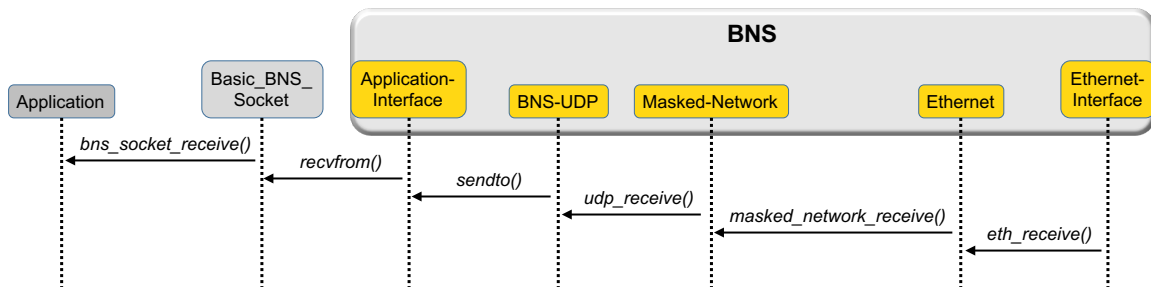 BNS
Basic_BNS_
Socket
Application-
Interface
Ethernet-
Interface
Application
BNS-UDP
Masked-Network
Ethernet
bns_socket_receive()
recvfrom()
sendto()
udp_receive()
masked_network_receive()
eth_receive()